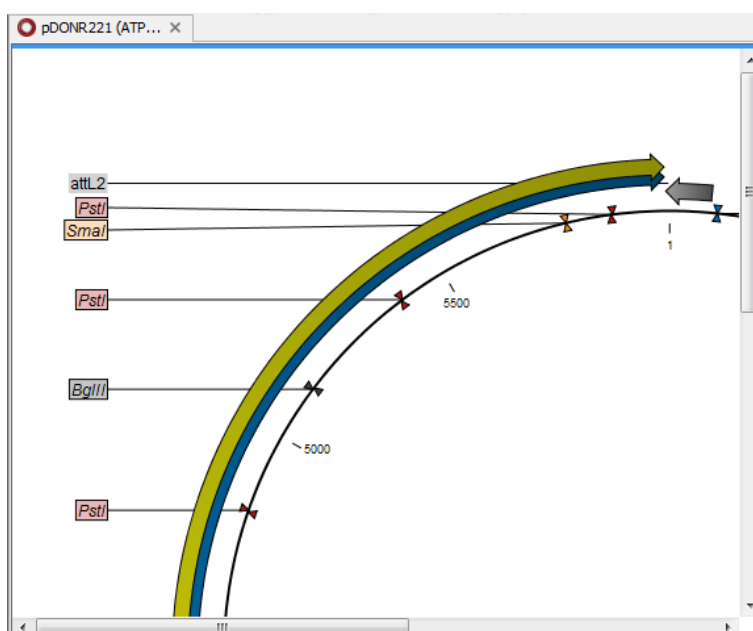 pDONR221 (ATP...
attL2
PstI
SmaI
PstI
5500
1
BglII
5000
PstI